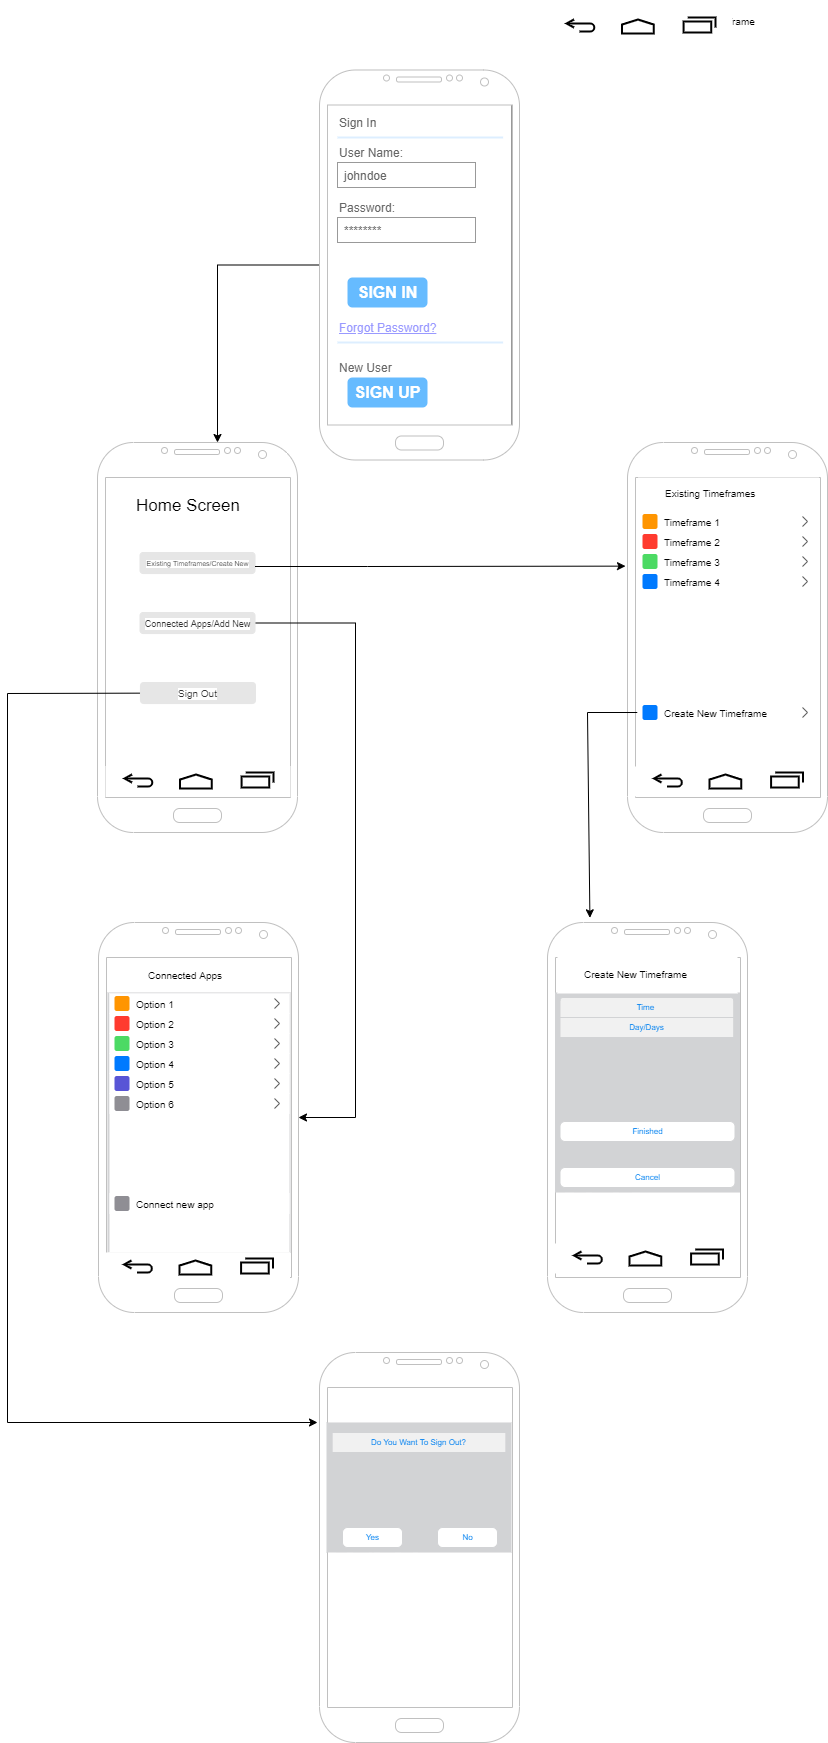 rame
Sign In
User Name:
johndoe
Password:
********
SIGN IN
Forgot Password?
New User
SIGN UP
Home Screen
Existing Timeframes/Create New
Connected Apps/Add New
Sign Out
Existing Timeframes
Timeframe 1
Timeframe 2
Timeframe 3
Timeframe 4
Create New Timeframe
Connected Apps
Option 1
Option 2
Option 3
Option 4
Option 5
Option 6
Connect new app
Create New Timeframe
Time
Day/Days
Finished
Cancel
Do You Want To Sign Out?
Yes
No